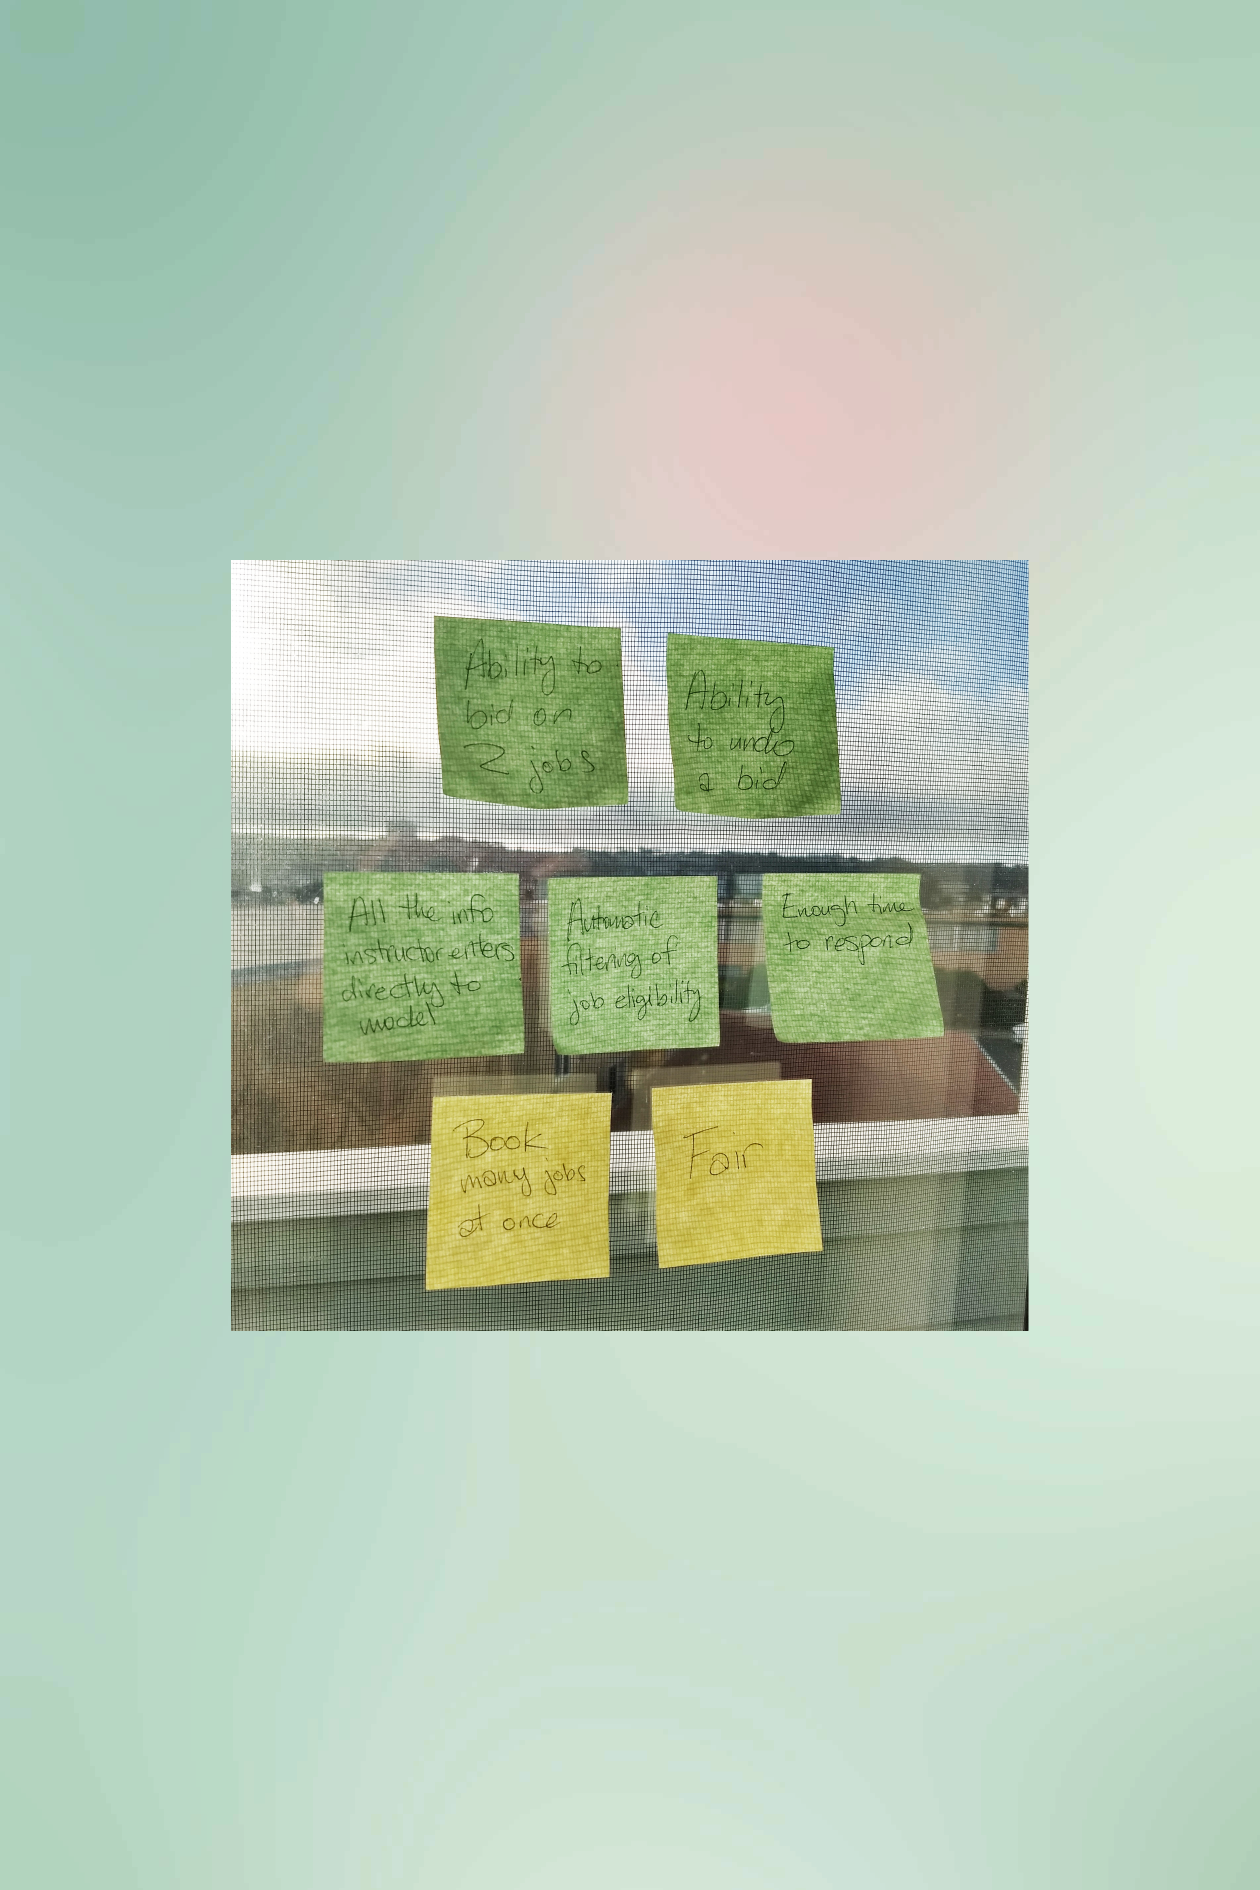 Ability to
bid on
2 jobs
Ability
to undo
a bid
All the info
instructor enters
directly to
model
Automatic
filtering of
job eligibility
Enough time
to respond
Book
many jobs
at once
Fair